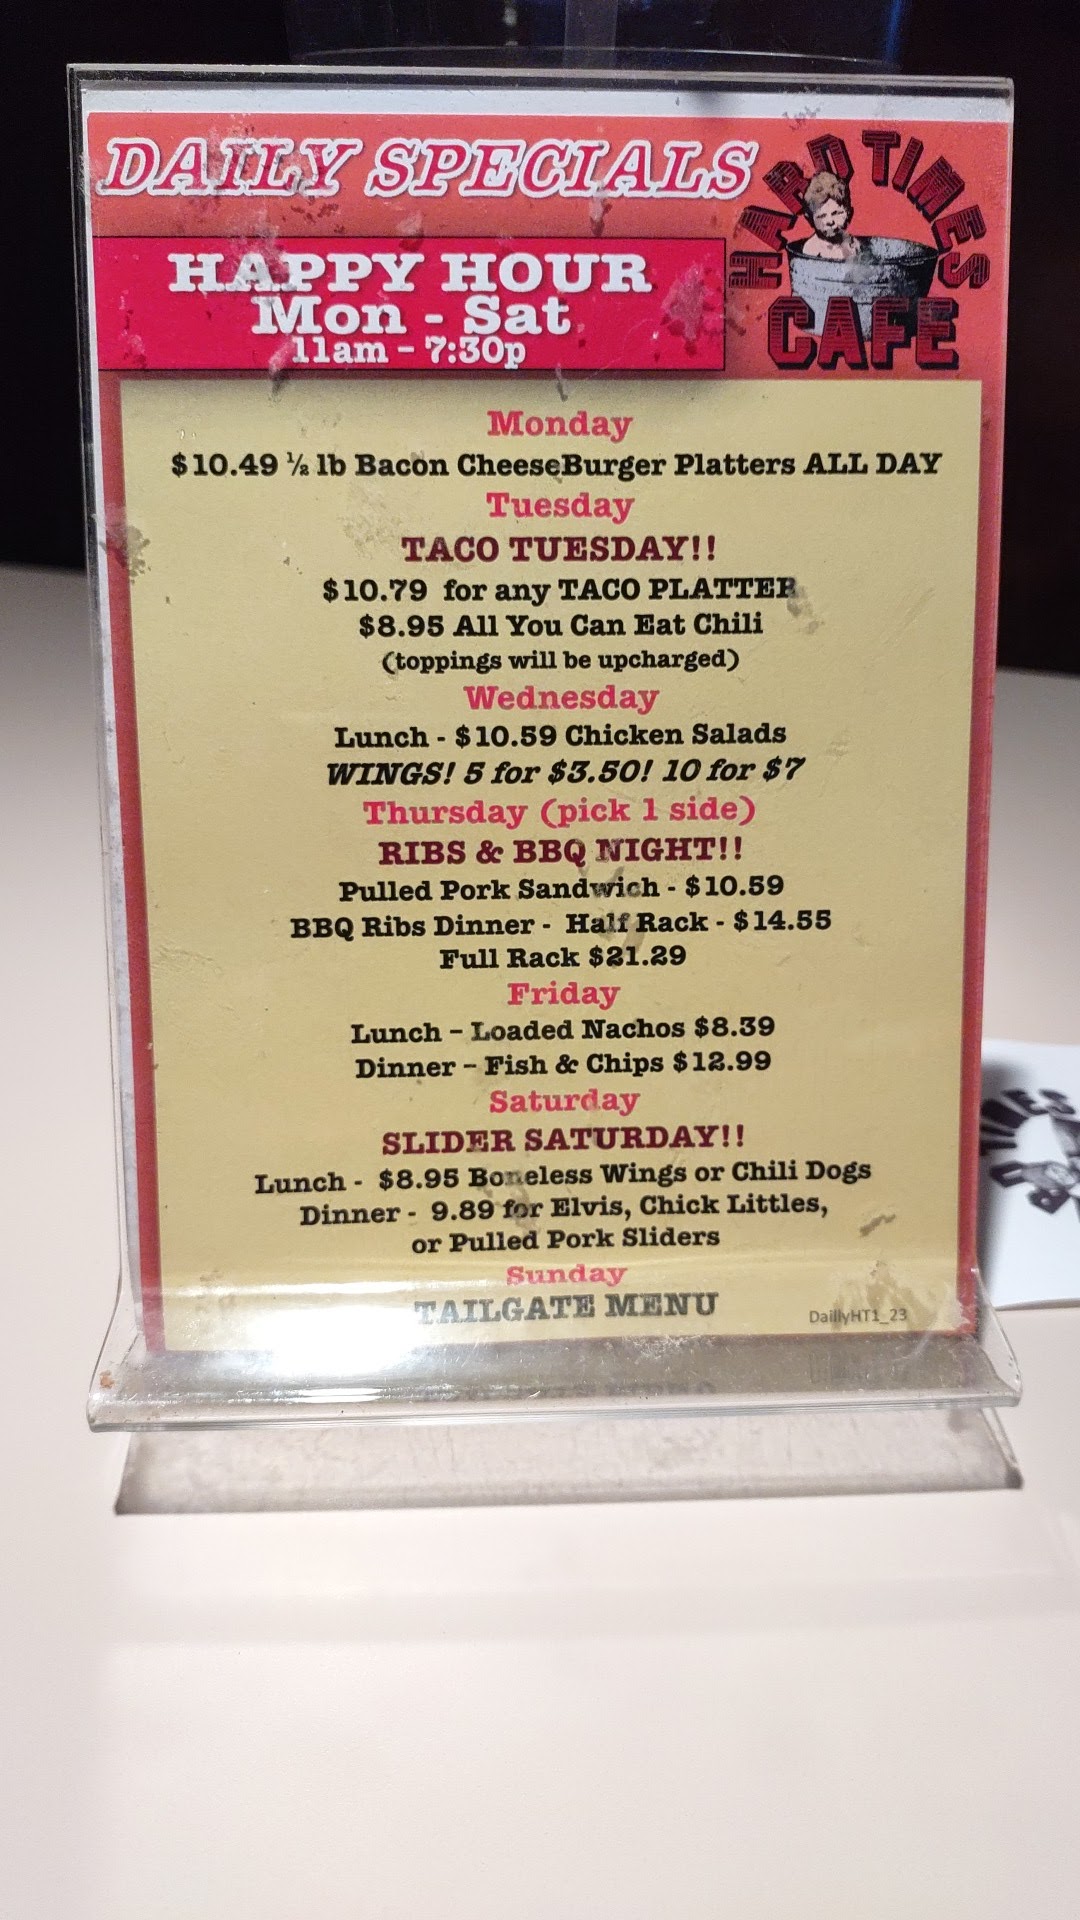 DAILY SPECIALS
HARD TIMES
CAFE
HAPPY HOUR
Mon - Sat
11am - 7:30p
Monday
$10.49 ½ lb Bacon CheeseBurger Platters ALL DAY
Tuesday
TACO TUESDAY!!
$10.79 for any TACO PLATTER
$8.95 All You Can Eat Chili
(toppings will be upcharged)
Wednesday
Lunch - $10.59 Chicken Salads
WINGS! 5 for $3.50! 10 for $7
Thursday (pick 1 side)
RIBS & BBQ NIGHT!!
Pulled Pork Sandwich - $10.59
BBQ Ribs Dinner - Half Rack - $14.55
Full Rack $21.29
Friday
Lunch – Loaded Nachos $8.39
Dinner – Fish & Chips $12.99
Saturday
SLIDER SATURDAY!!
Lunch - $8.95 Boneless Wings or Chili Dogs
Dinner - 9.89 for Elvis, Chick Littles,
or Pulled Pork Sliders
Sunday
TAILGATE MENU
DaillyHT1_23
TIMES